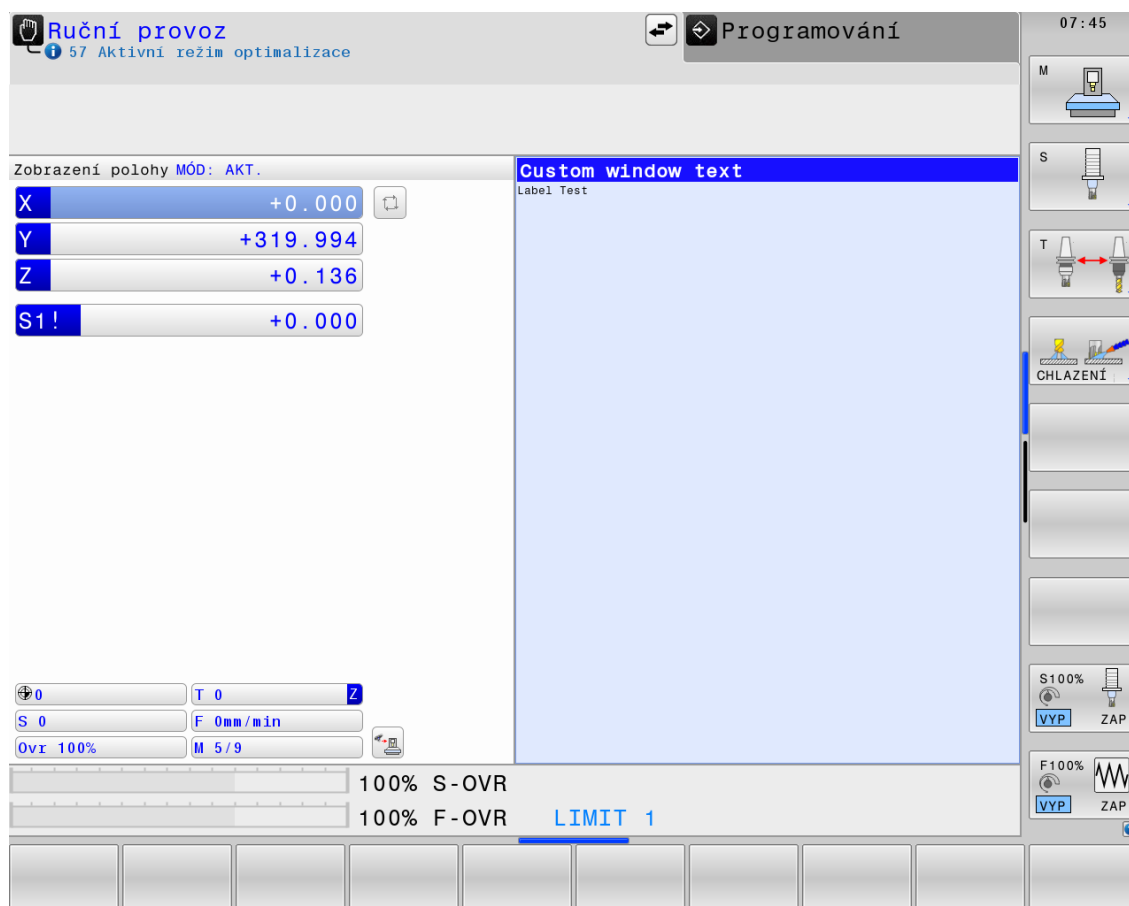 Ruční provoz
57 Aktivní režim optimalizace
Programování
07:45
Zobrazení polohy MÓD: AKT.
X +0.000
Y +319.994
Z +0.136
S1! +0.000
Custom window text
Label Test
M
S
T
CHLAZENÍ
0
T 0 Z
S 0
F 0mm/min
Ovr 100%
M 5/9
S100%
VYP ZAP
F100%
VYP ZAP
100% S-OVR
100% F-OVR LIMIT 1